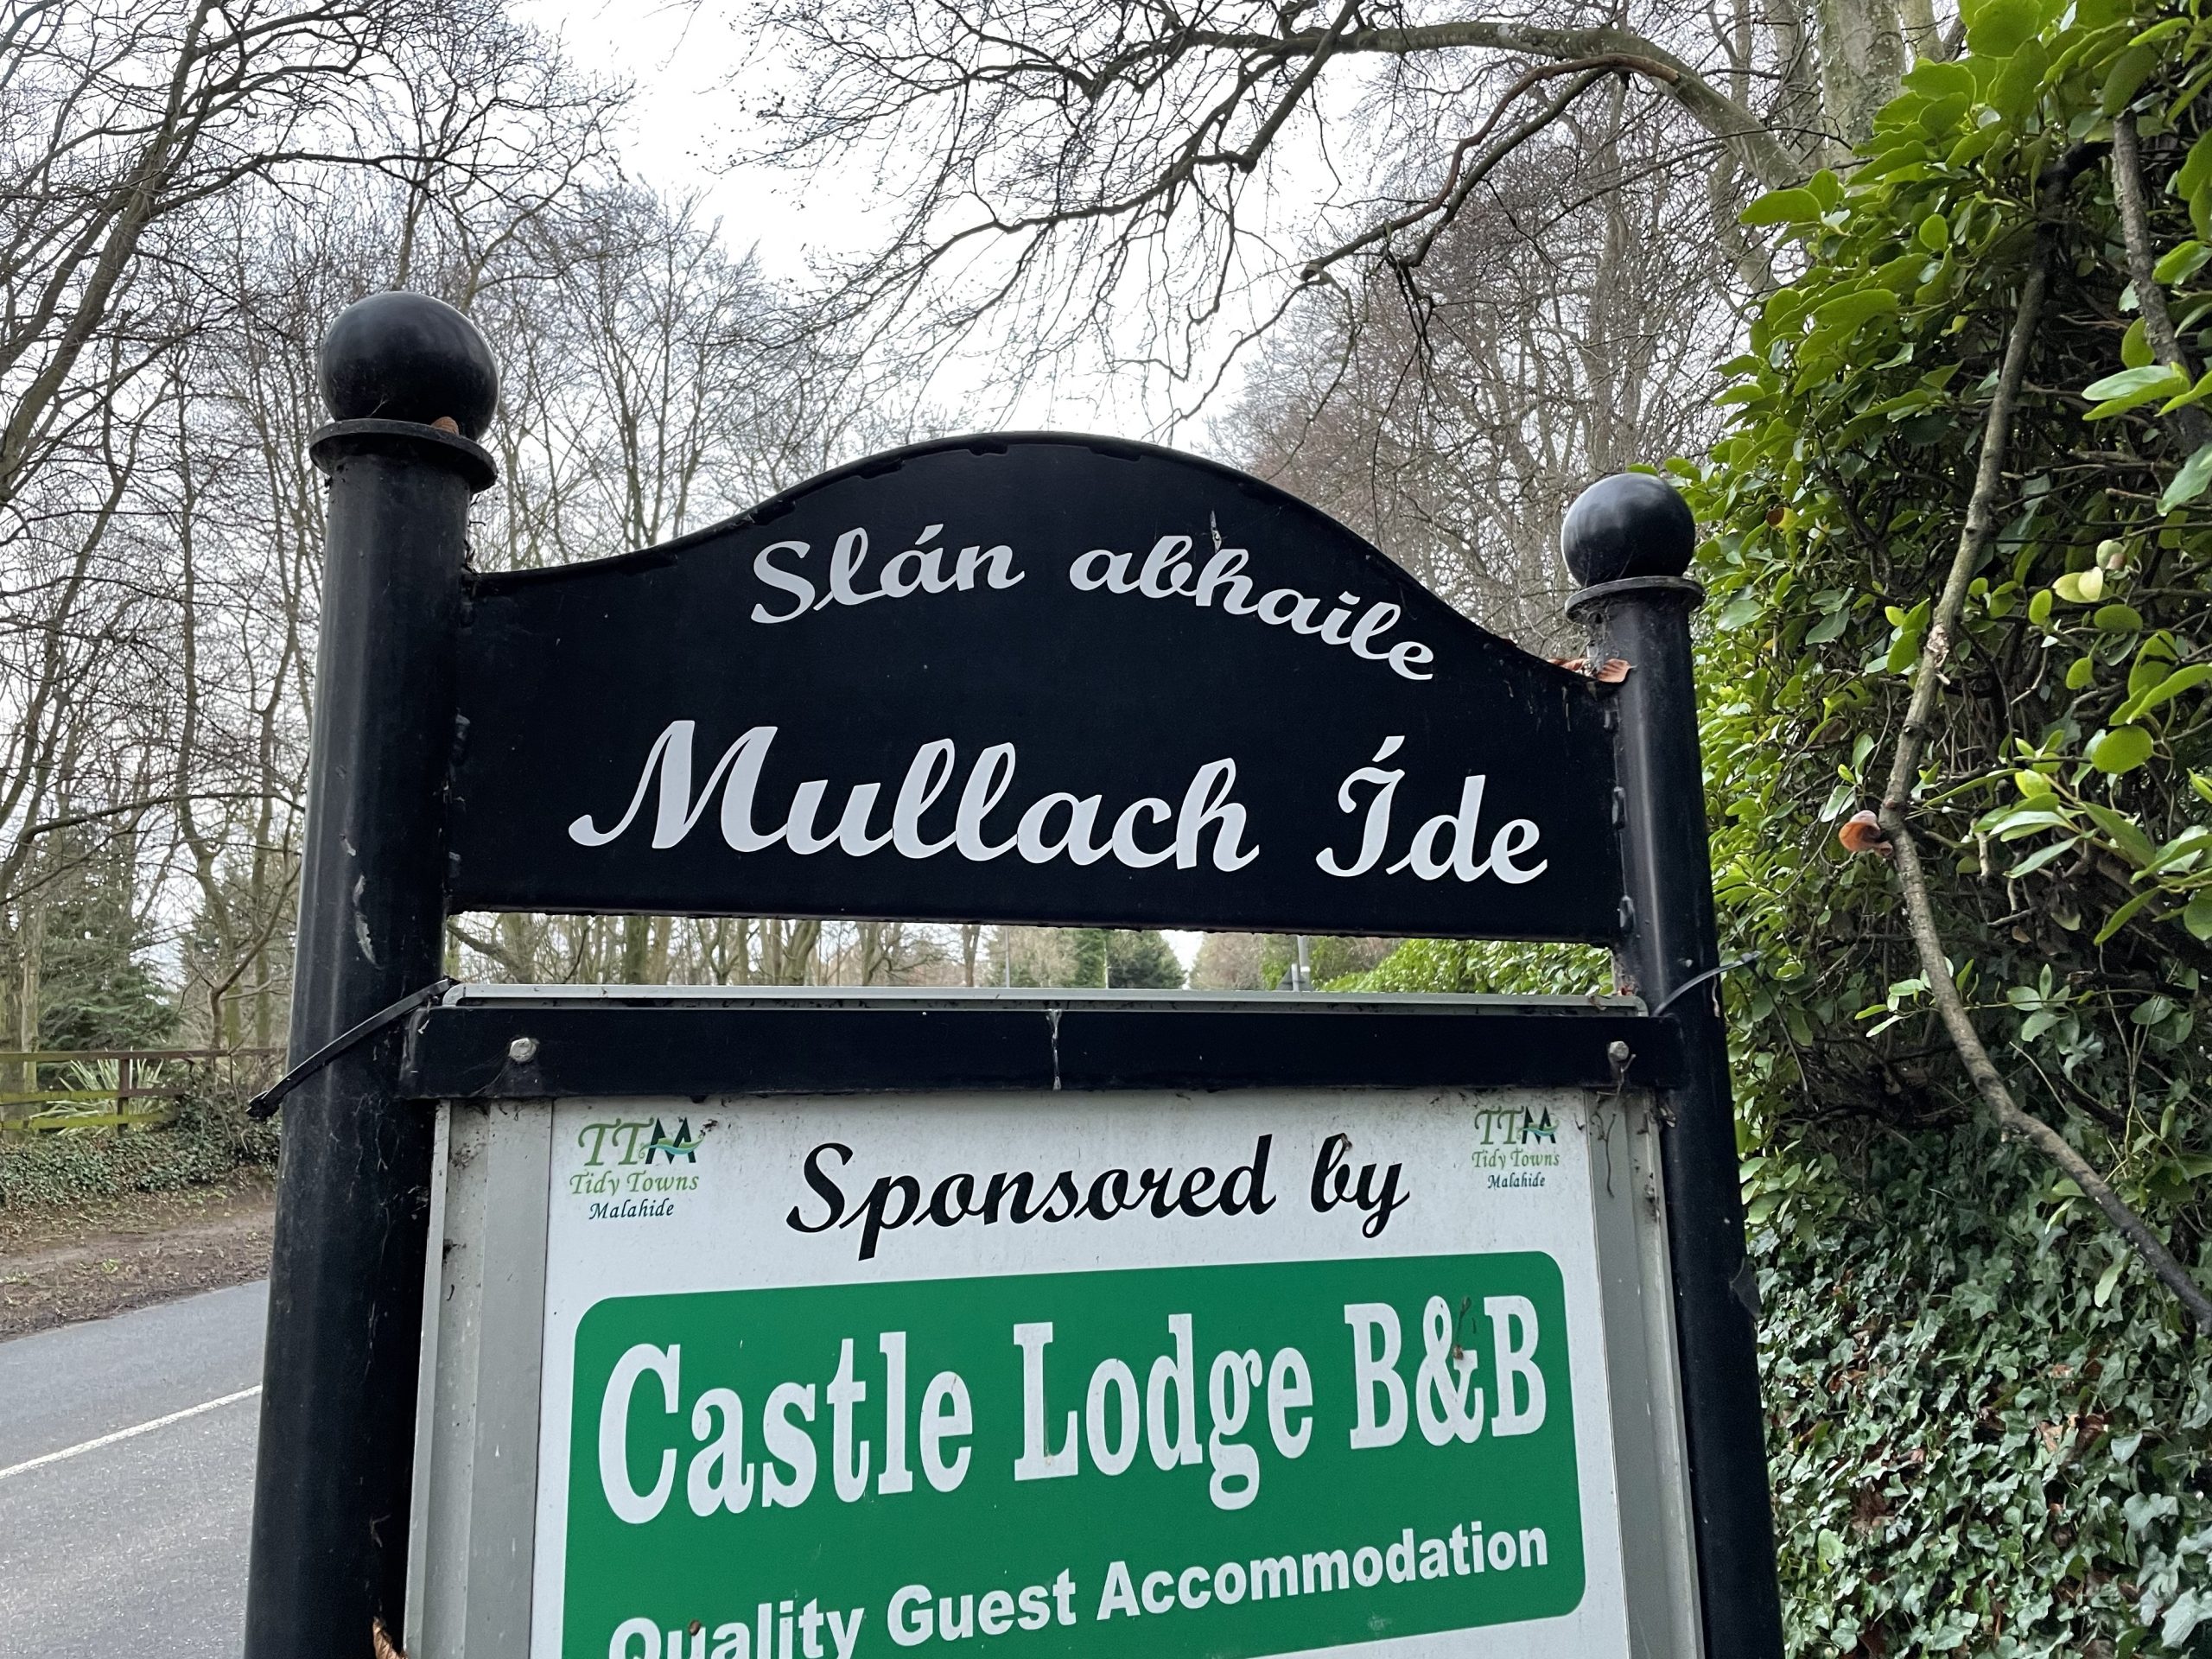 Slán abhaile
Mullach Íde
TTM
Tidy Towns
Malahide
Sponsored by
TTM
Tidy Towns
Malahide
Castle Lodge B&B
Quality Guest Accommodation